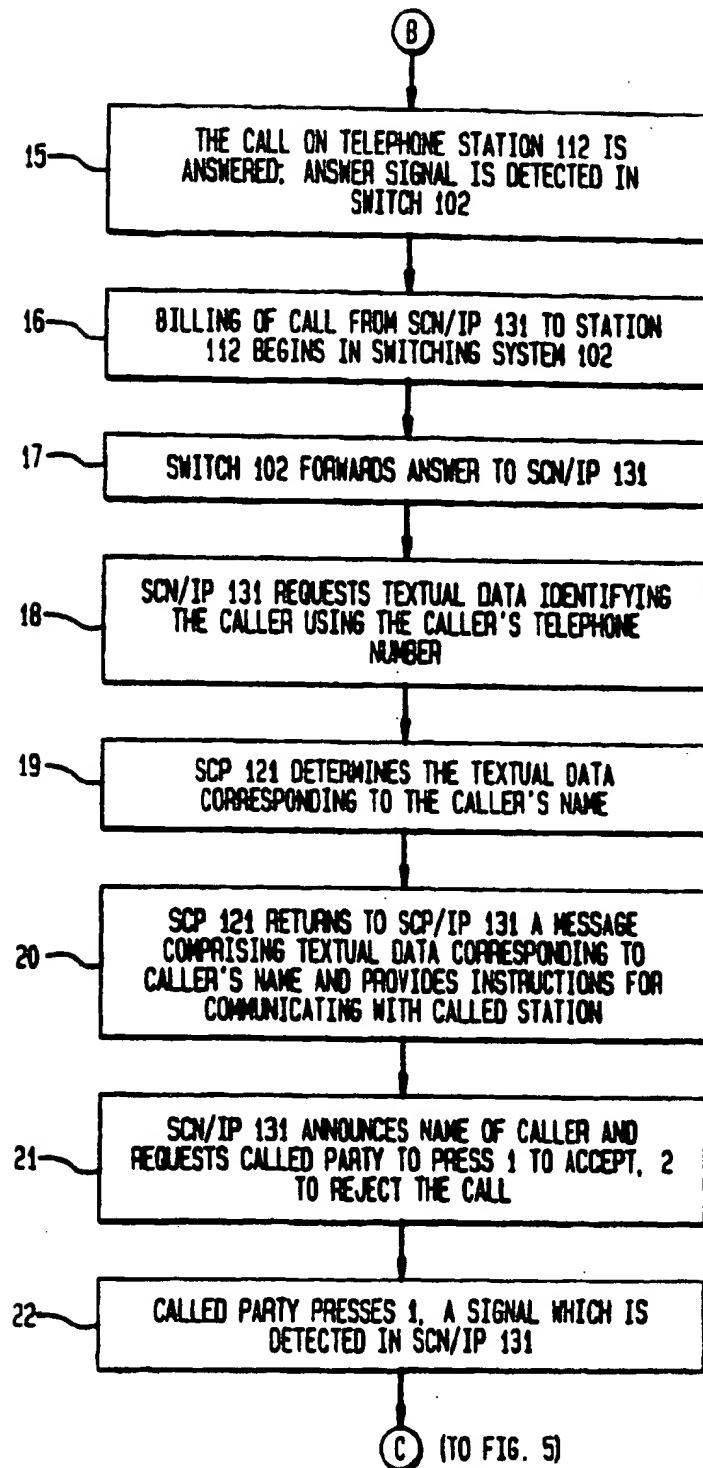 B
15
THE CALL ON TELEPHONE STATION 112 IS
ANSWERED: ANSWER SIGNAL IS DETECTED IN
SWITCH 102
16
BILLING OF CALL FROM SCN/IP 131 TO STATION
112 BEGINS IN SWITCHING SYSTEM 102
17
SWITCH 102 FORWARDS ANSWER TO SCN/IP 131
18
SCN/IP 131 REQUESTS TEXTUAL DATA IDENTIFYING
THE CALLER USING THE CALLER'S TELEPHONE
NUMBER
19
SCP 121 DETERMINES THE TEXTUAL DATA
CORRESPONDING TO THE CALLER'S NAME
20
SCP 121 RETURNS TO SCP/IP 131 A MESSAGE
COMPRISING TEXTUAL DATA CORRESPONDING TO
CALLER'S NAME AND PROVIDES INSTRUCTIONS FOR
COMMUNICATING WITH CALLED STATION
21
SCN/IP 131 ANNOUNCES NAME OF CALLER AND
REQUESTS CALLED PARTY TO PRESS 1 TO ACCEPT, 2
TO REJECT THE CALL
22
CALLED PARTY PRESSES 1, A SIGNAL WHICH IS
DETECTED IN SCN/IP 131
C (TO FIG. 5)